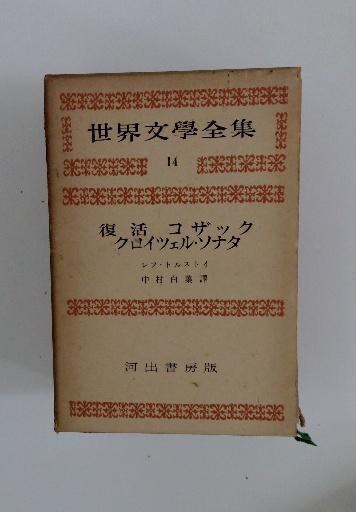 世界文學全集
14
復活 コザック
クロイツェル・ソナタ
レフ・トルストイ
中村白葉譯
河出書房版